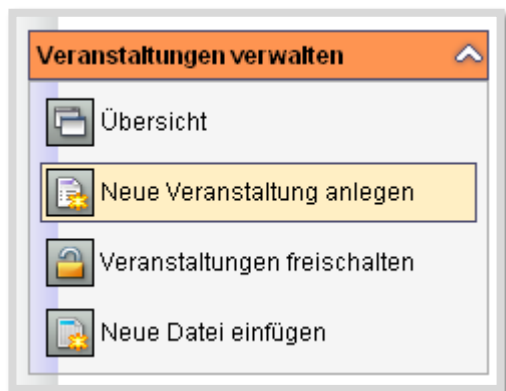 Veranstaltungen verwalten
Übersicht
Neue Veranstaltung anlegen
Veranstaltungen freischalten
Neue Datei einfügen